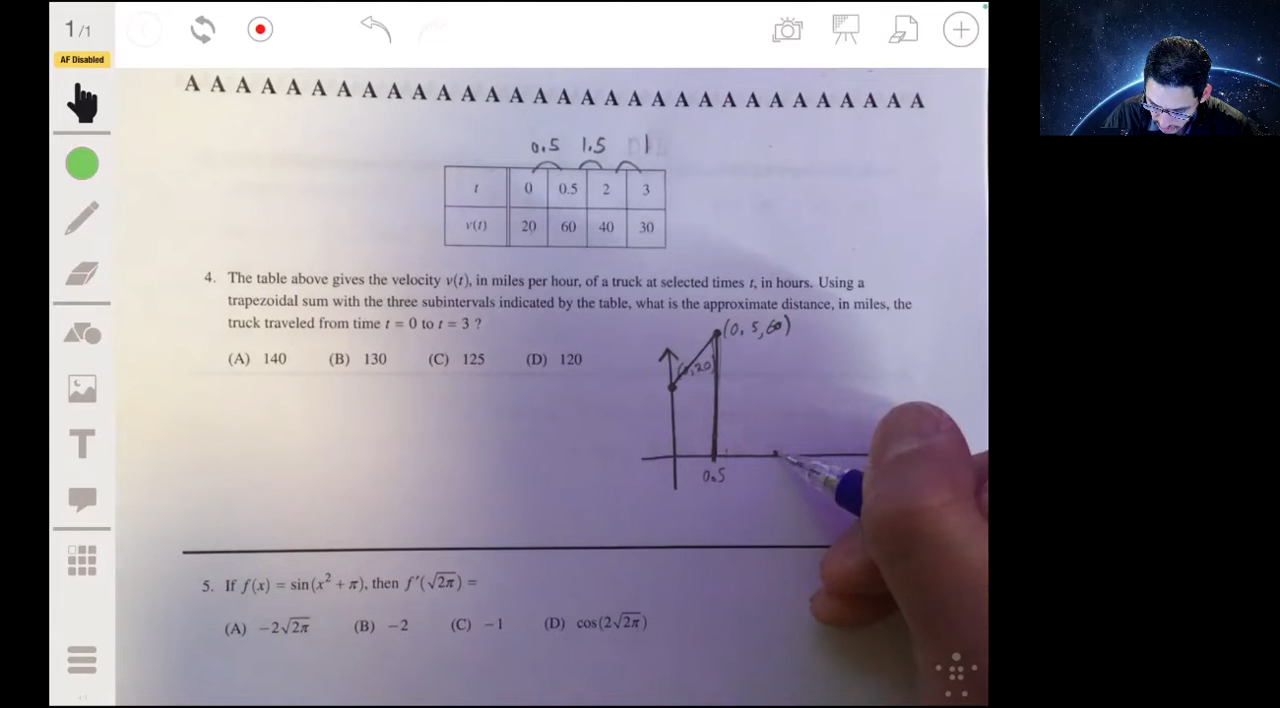 1/1
AF Disabled
A A A A A A A A A A A A A A A A A A A A A A A A A A A A A A
0.5 1.5 1
t 0 0.5 2 3
v(t) 20 60 40 30
4. The table above gives the velocity v(t), in miles per hour, of a truck at selected times t, in hours. Using a
trapezoidal sum with the three subintervals indicated by the table, what is the approximate distance, in miles, the
truck traveled from time t = 0 to t = 3 ?
(A) 140 (B) 130 (C) 125 (D) 120
(0.5,60)
(0,20)
0.5
5. If f(x) = sin(x² + π), then f′(√2π) =
(A) −2√2π (B) −2 (C) −1 (D) cos(2√2π)
T